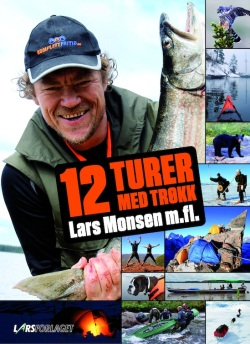 12 TURER
MED TRØKK
Lars Monsen m.fl.
LARSFORLAGET